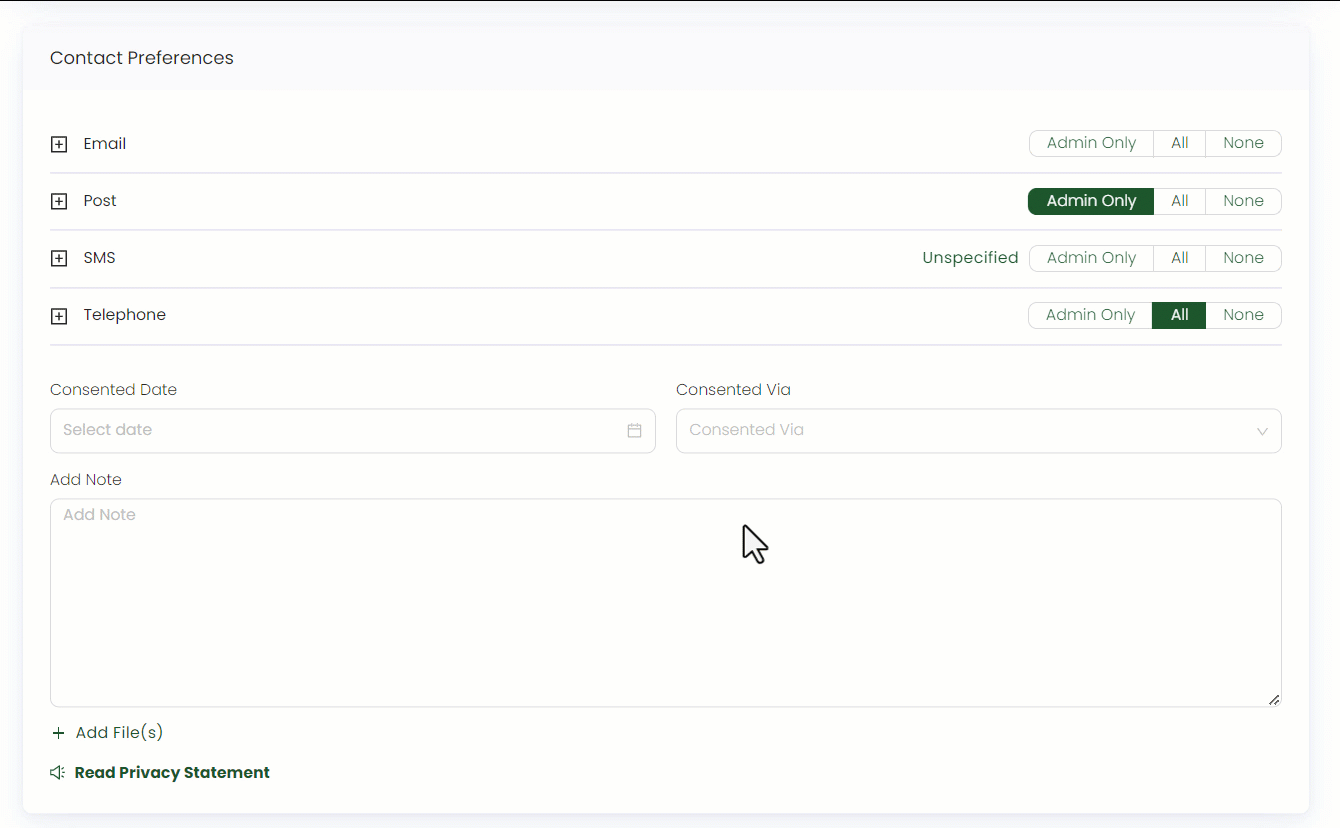 Contact Preferences
Email Admin Only All None
Post Admin Only All None
SMS Unspecified Admin Only All None
Telephone Admin Only All None
Consented Date Consented Via
Select date Consented Via
Add Note
Add Note
Add File(s)
Read Privacy Statement